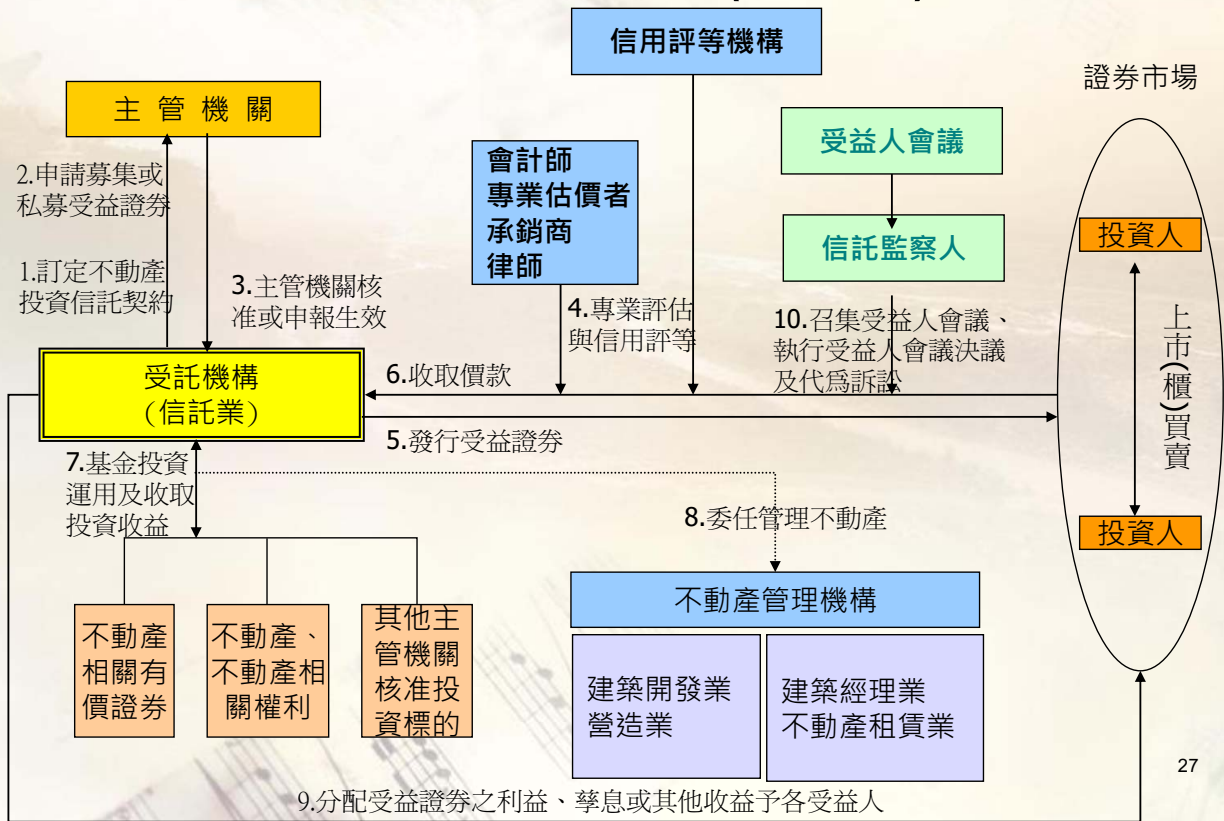 信用評等機構
證券市場
主管機關
會計師
專業估價者
承銷商
律師
受益人會議
信託監察人
投資人
上市(櫃)買賣
投資人
2.申請募集或
私募受益證券
1.訂定不動產
投資信託契約
3.主管機關核
准或申報生效
4.專業評估
與信用評等
10.召集受益人會議、
執行受益人會議決議
及代為訴訟
受託機構
(信託業)
6.收取價款
5.發行受益證券
7.基金投資
運用及收取
投資收益
8.委任管理不動產
不動產
相關有
價證券
不動產、
不動產相
關權利
其他主
管機關
核准投
資標的
不動產管理機構
建築開發業
營造業
建築經理業
不動產租賃業
27
9.分配受益證券之利益、孳息或其他收益予各受益人